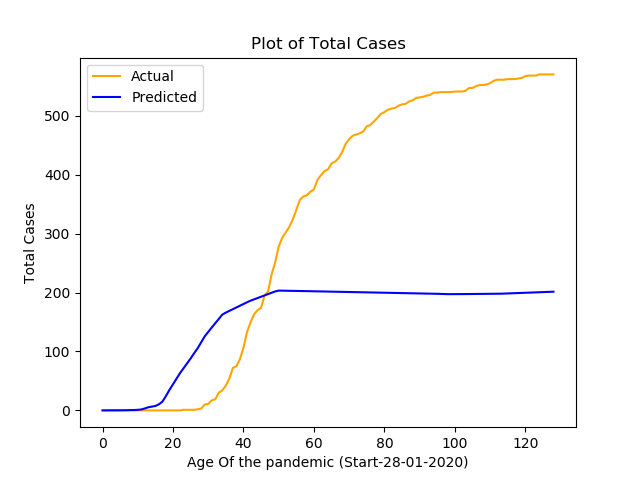 Plot of Total Cases
Actual
Predicted
Total Cases
500
400
300
200
100
0
0 20 40 60 80 100 120
Age Of the pandemic (Start-28-01-2020)